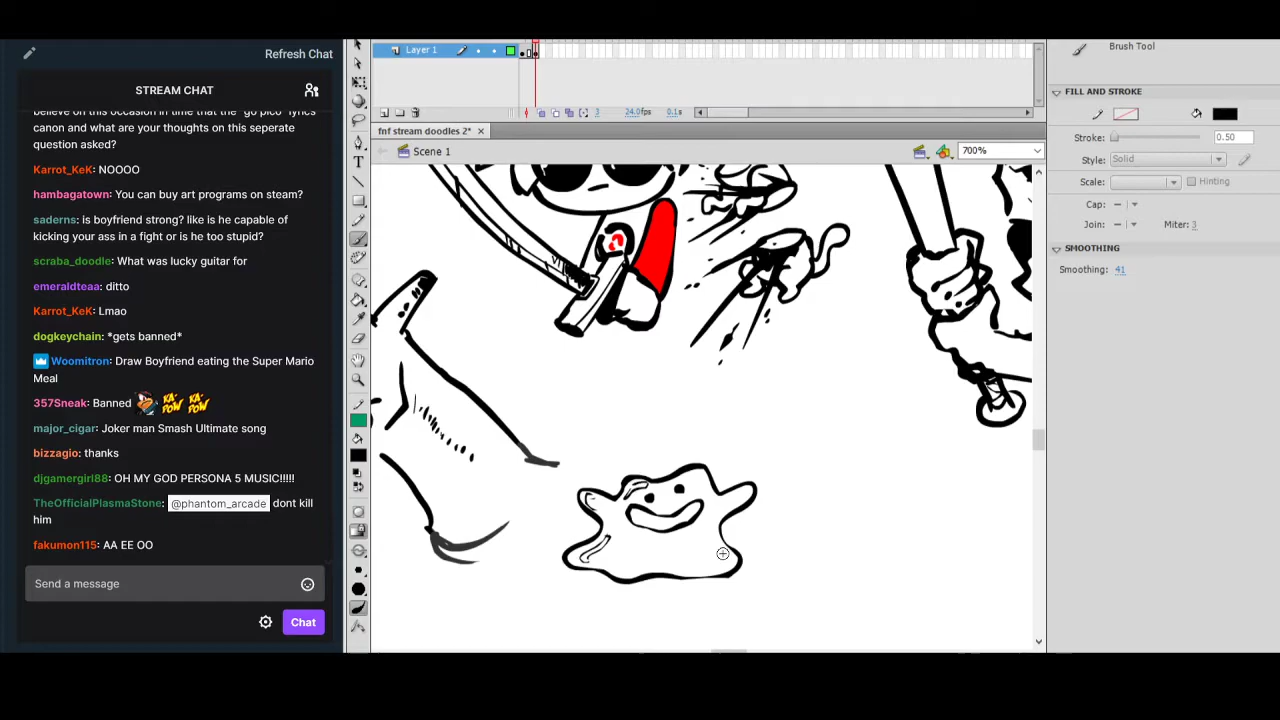 Refresh Chat
STREAM CHAT
believe on this occasion in time that the "go pico" lyrics
canon and what are your thoughts on this seperate
question asked?
Karrot_KeK: NOOOO
hambagatown: You can buy art programs on steam?
saderns: is boyfriend strong? like is he capable of
kicking your ass in a fight or is he too stupid?
scraba_doodle: What was lucky guitar for
emeraldteaa: ditto
Karrot_KeK: Lmao
dogkeychain: *gets banned*
Woomitron: Draw Boyfriend eating the Super Mario
Meal
357Sneak: Banned
major_cigar: Joker man Smash Ultimate song
bizzagio: thanks
djgamergirl88: OH MY GOD PERSONA 5 MUSIC!!!!!
TheOfficialPlasmaStone: @phantom_arcade dont kill
him
fakumon115: AA EE OO
Send a message
Chat
Layer 1
3 24.0fps 0.1s
fnf stream doodles 2*
Scene 1
700%
Brush Tool
FILL AND STROKE
Stroke: 0.50
Style: Solid
Scale: Hinting
Cap:
Join: Miter: 3
SMOOTHING
Smoothing: 41